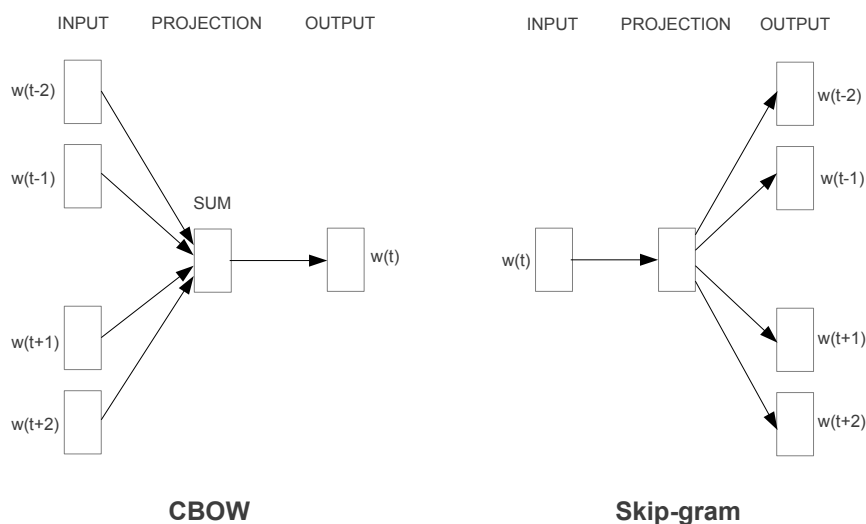 INPUT PROJECTION OUTPUT
w(t-2)
w(t-1)
SUM
w(t)
w(t+1)
w(t+2)
CBOW
INPUT PROJECTION OUTPUT
w(t-2)
w(t-1)
w(t)
w(t+1)
w(t+2)
Skip-gram